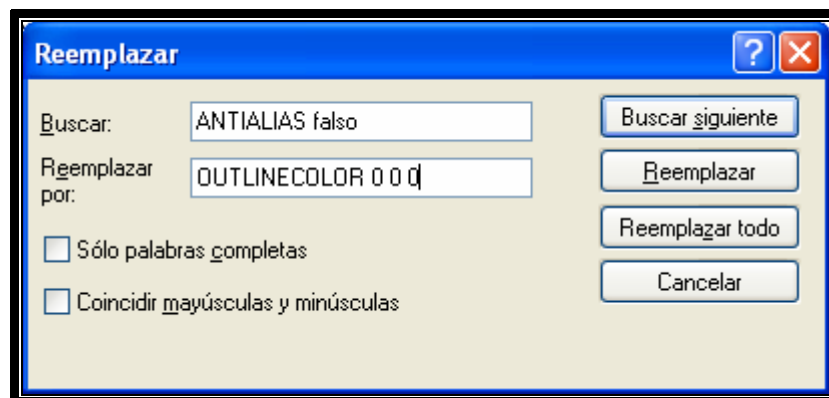 Reemplazar
Buscar: ANTIALIAS falso
Buscar siguiente
Reemplazar por: OUTLINECOLOR 0 0 0
Reemplazar
Reemplazar todo
Sólo palabras completas
Cancelar
Coincidir mayúsculas y minúsculas